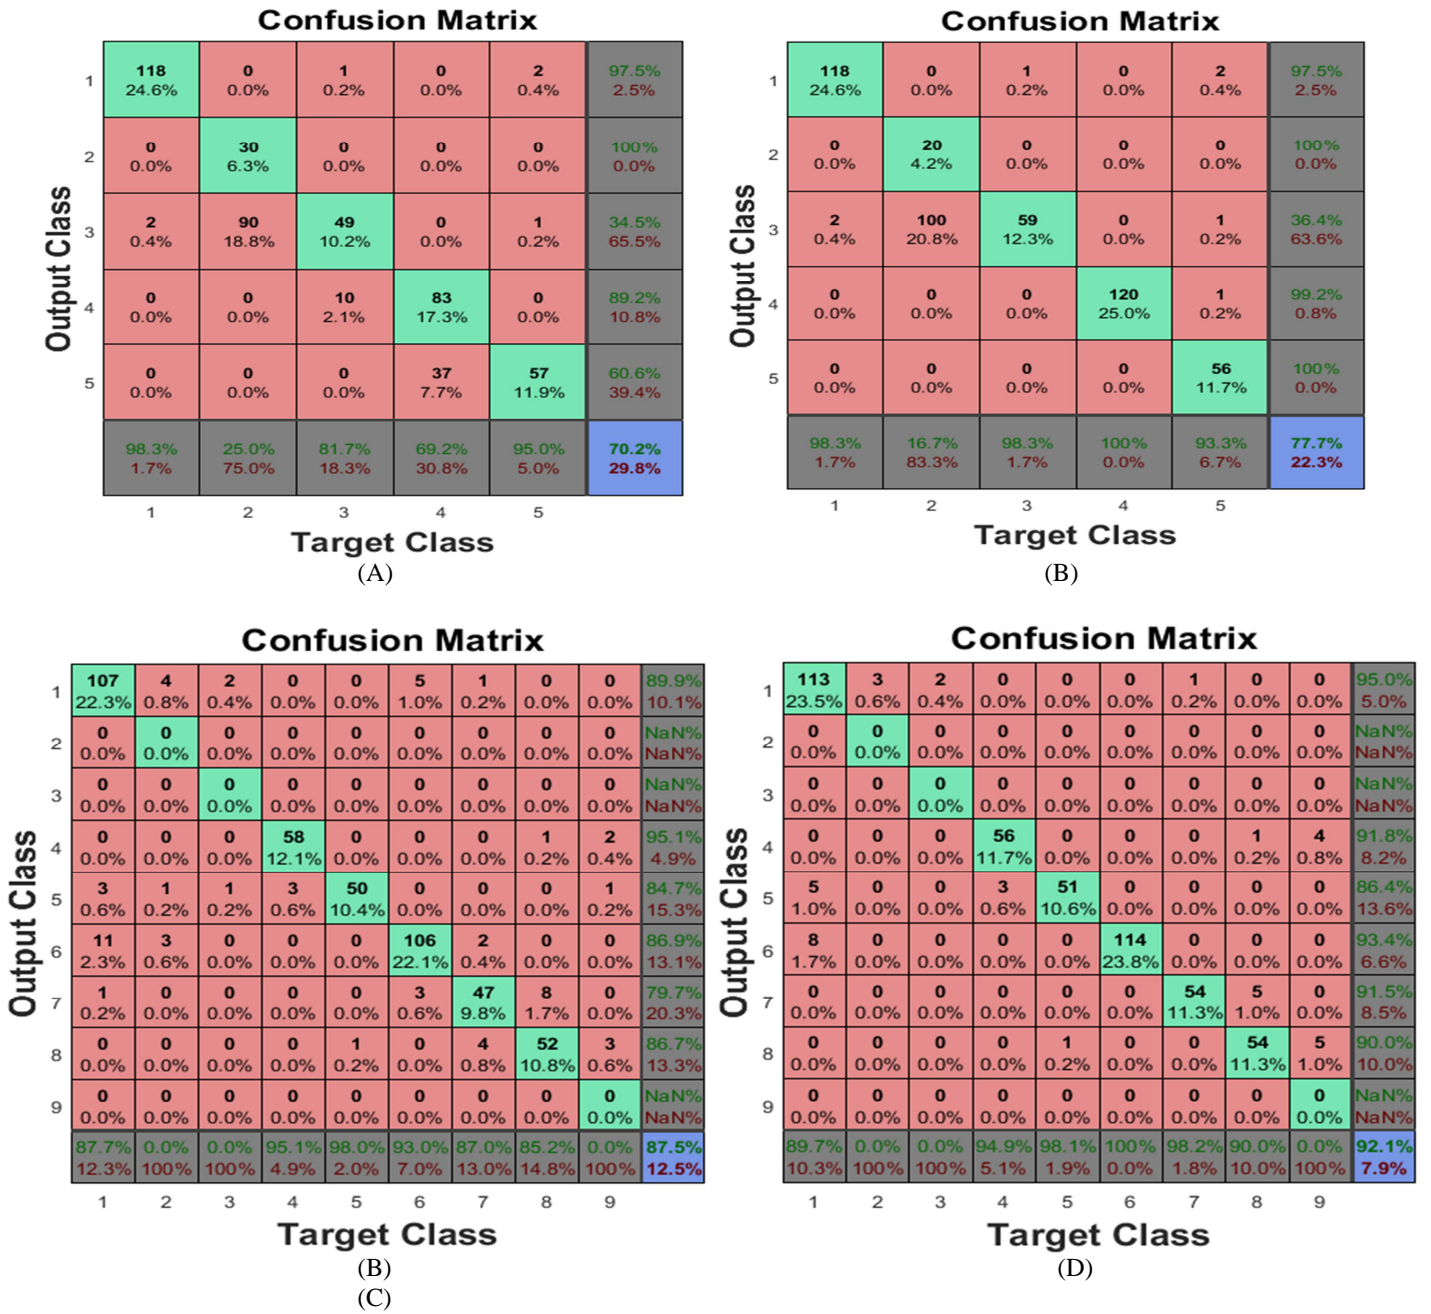 Confusion Matrix
1 118 0 1 0 2 97.5%
24.6% 0.0% 0.2% 0.0% 0.4% 2.5%
2 0 30 0 0 0 100%
0.0% 6.3% 0.0% 0.0% 0.0% 0.0%
3 2 90 49 0 1 34.5%
0.4% 18.8% 10.2% 0.0% 0.2% 65.5%
4 0 0 10 83 0 89.2%
0.0% 0.0% 2.1% 17.3% 0.0% 10.8%
5 0 0 0 37 57 60.6%
0.0% 0.0% 0.0% 7.7% 11.9% 39.4%
98.3% 25.0% 81.7% 69.2% 95.0% 70.2%
1.7% 75.0% 18.3% 30.8% 5.0% 29.8%
1 2 3 4 5
Output Class
Target Class
(A)
Confusion Matrix
1 118 0 1 0 2 97.5%
24.6% 0.0% 0.2% 0.0% 0.4% 2.5%
2 0 20 0 0 0 100%
0.0% 4.2% 0.0% 0.0% 0.0% 0.0%
3 2 100 59 0 1 36.4%
0.4% 20.8% 12.3% 0.0% 0.2% 63.6%
4 0 0 0 120 1 99.2%
0.0% 0.0% 0.0% 25.0% 0.2% 0.8%
5 0 0 0 0 56 100%
0.0% 0.0% 0.0% 0.0% 11.7% 0.0%
98.3% 16.7% 98.3% 100% 93.3% 77.7%
1.7% 83.3% 1.7% 0.0% 6.7% 22.3%
1 2 3 4 5
Output Class
Target Class
(B)
Confusion Matrix
1 107 4 2 0 0 5 1 0 0 89.9%
22.3% 0.8% 0.4% 0.0% 0.0% 1.0% 0.2% 0.0% 0.0% 10.1%
2 0 0 0 0 0 0 0 0 0 NaN%
0.0% 0.0% 0.0% 0.0% 0.0% 0.0% 0.0% 0.0% 0.0% NaN%
3 0 0 0 0 0 0 0 0 0 NaN%
0.0% 0.0% 0.0% 0.0% 0.0% 0.0% 0.0% 0.0% 0.0% NaN%
4 0 0 0 58 0 0 0 1 2 95.1%
0.0% 0.0% 0.0% 12.1% 0.0% 0.0% 0.0% 0.2% 0.4% 4.9%
5 3 1 1 3 50 0 0 0 1 84.7%
0.6% 0.2% 0.2% 0.6% 10.4% 0.0% 0.0% 0.0% 0.2% 15.3%
6 11 3 0 0 0 106 2 0 0 86.9%
2.3% 0.6% 0.0% 0.0% 0.0% 22.1% 0.4% 0.0% 0.0% 13.1%
7 1 0 0 0 0 3 47 8 0 79.7%
0.2% 0.0% 0.0% 0.0% 0.0% 0.6% 9.8% 1.7% 0.0% 20.3%
8 0 0 0 0 1 0 4 52 3 86.7%
0.0% 0.0% 0.0% 0.0% 0.2% 0.0% 0.8% 10.8% 0.6% 13.3%
9 0 0 0 0 0 0 0 0 0 NaN%
0.0% 0.0% 0.0% 0.0% 0.0% 0.0% 0.0% 0.0% 0.0% NaN%
87.7% 0.0% 0.0% 95.1% 98.0% 93.0% 87.0% 85.2% 0.0% 87.5%
12.3% 100% 100% 4.9% 2.0% 7.0% 13.0% 14.8% 100% 12.5%
1 2 3 4 5 6 7 8 9
Output Class
Target Class
(B)
(C)
Confusion Matrix
1 113 3 2 0 0 0 1 0 0 95.0%
23.5% 0.6% 0.4% 0.0% 0.0% 0.0% 0.2% 0.0% 0.0% 5.0%
2 0 0 0 0 0 0 0 0 0 NaN%
0.0% 0.0% 0.0% 0.0% 0.0% 0.0% 0.0% 0.0% 0.0% NaN%
3 0 0 0 0 0 0 0 0 0 NaN%
0.0% 0.0% 0.0% 0.0% 0.0% 0.0% 0.0% 0.0% 0.0% NaN%
4 0 0 0 56 0 0 0 1 4 91.8%
0.0% 0.0% 0.0% 11.7% 0.0% 0.0% 0.0% 0.2% 0.8% 8.2%
5 5 0 0 3 51 0 0 0 0 86.4%
1.0% 0.0% 0.0% 0.6% 10.6% 0.0% 0.0% 0.0% 0.0% 13.6%
6 8 0 0 0 0 114 0 0 0 93.4%
1.7% 0.0% 0.0% 0.0% 0.0% 23.8% 0.0% 0.0% 0.0% 6.6%
7 0 0 0 0 0 0 54 5 0 91.5%
0.0% 0.0% 0.0% 0.0% 0.0% 0.0% 11.3% 1.0% 0.0% 8.5%
8 0 0 0 0 1 0 0 54 5 90.0%
0.0% 0.0% 0.0% 0.0% 0.2% 0.0% 0.0% 11.3% 1.0% 10.0%
9 0 0 0 0 0 0 0 0 0 NaN%
0.0% 0.0% 0.0% 0.0% 0.0% 0.0% 0.0% 0.0% 0.0% NaN%
89.7% 0.0% 0.0% 94.9% 98.1% 100% 98.2% 90.0% 0.0% 92.1%
10.3% 100% 100% 5.1% 1.9% 0.0% 1.8% 10.0% 100% 7.9%
1 2 3 4 5 6 7 8 9
Output Class
Target Class
(D)